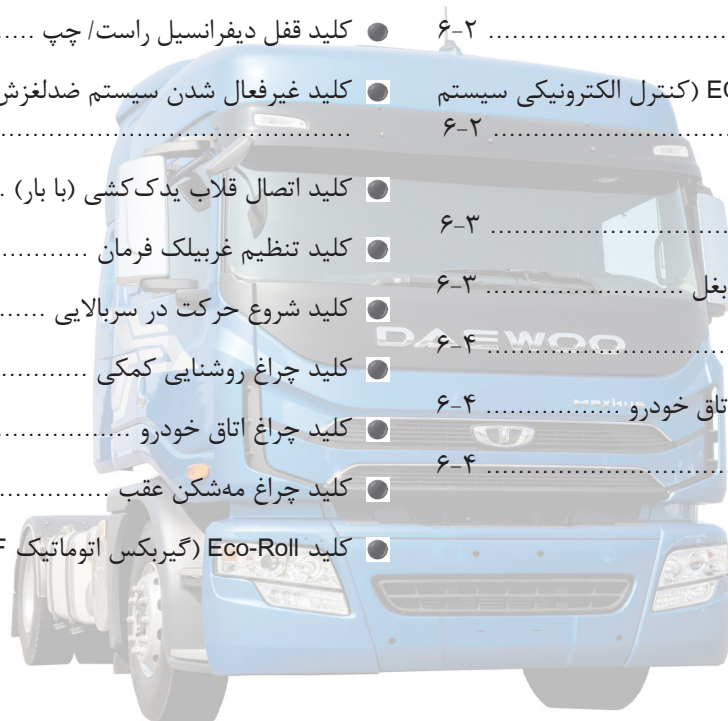 ● کلید قفل دیفرانسیل راست/ چپ .....
● کلید غیرفعال شدن سیستم ضدلغزش
............................................
● کلید اتصال قلاب یدک‌کشی (با بار) ..
● کلید تنظیم غربیلک فرمان ............
● کلید شروع حرکت در سربالایی ......
● کلید چراغ روشنایی کمکی ............
● کلید چراغ اتاق خودرو .................
● کلید چراغ مه‌شکن عقب ..............
● کلید Eco-Roll (گیربکس اتوماتیک
.............................. ۶-۲
(کنترل الکترونیکی سیستم
.............................. ۶-۲
.............................. ۶-۳
بغل ...................... ۶-۳
.............................. ۶-۴
اتاق خودرو ................. ۶-۴
.............................. ۶-۴
DAEWOO
MAXIMUS